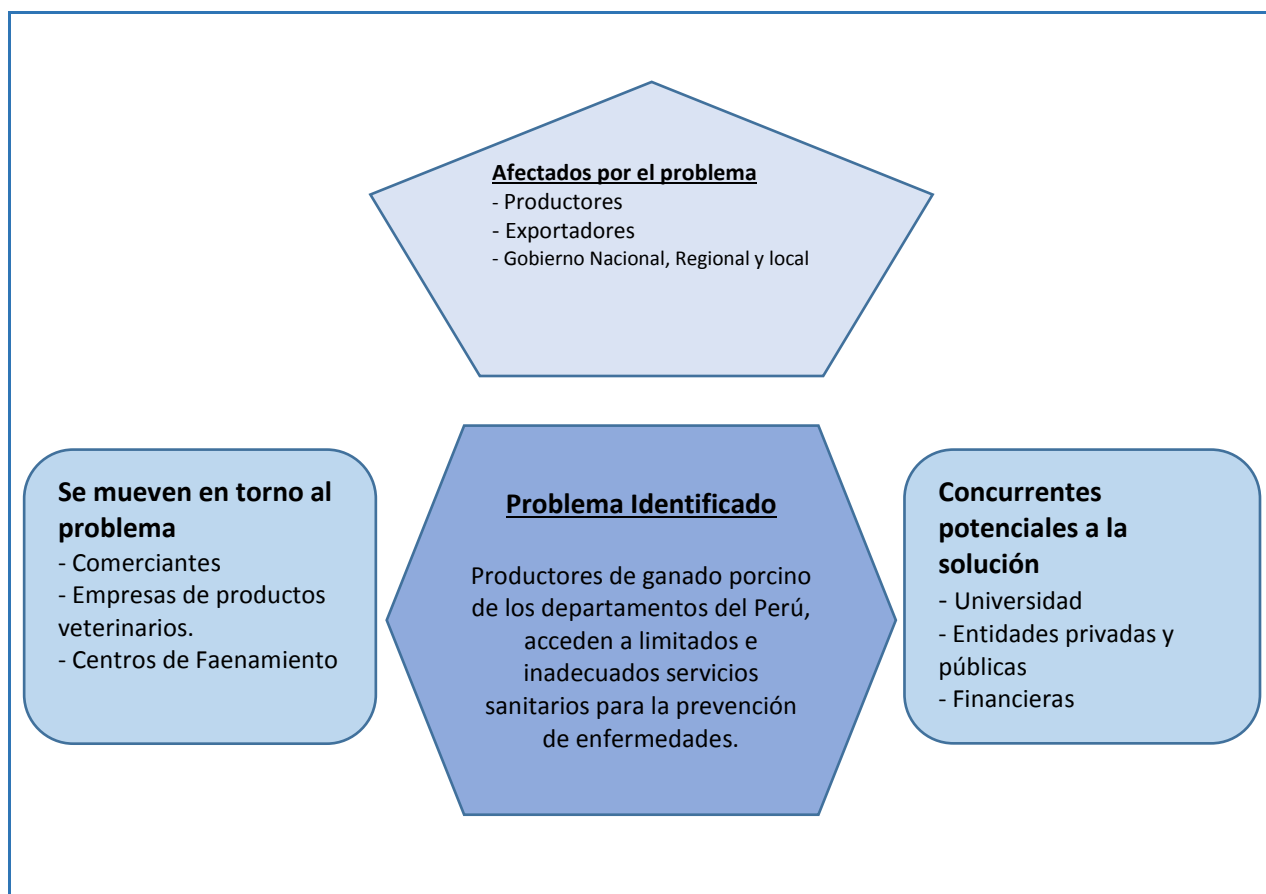 Afectados por el problema
- Productores
- Exportadores
- Gobierno Nacional, Regional y local
Se mueven en torno al
problema
- Comerciantes
- Empresas de productos
veterinarios.
- Centros de Faenamiento
Problema Identificado
Productores de ganado porcino
de los departamentos del Perú,
acceden a limitados e
inadecuados servicios
sanitarios para la prevención
de enfermedades.
Concurrentes
potenciales a la
solución
- Universidad
- Entidades privadas y
públicas
- Financieras